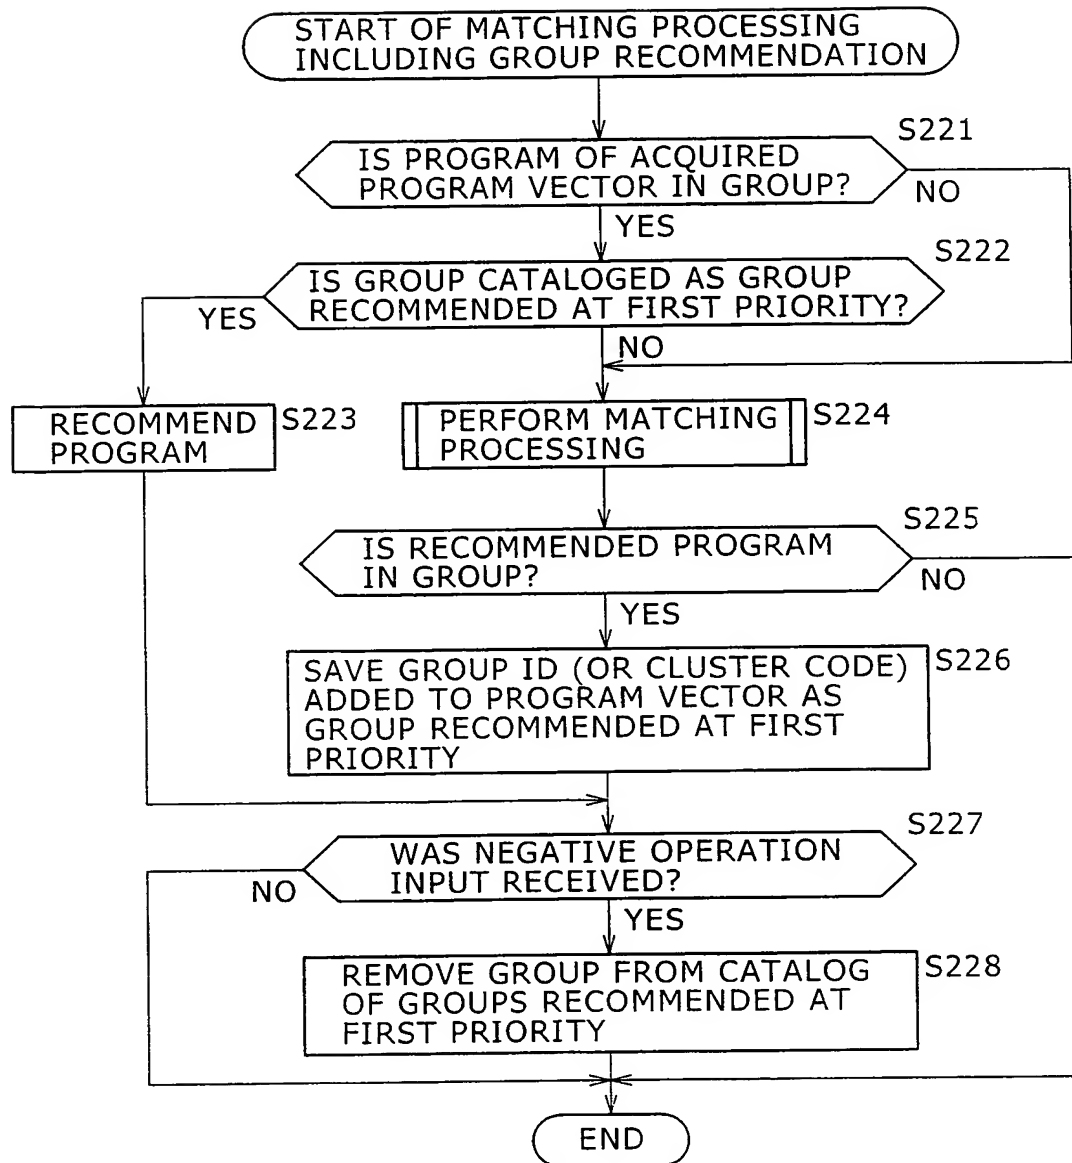 START OF MATCHING PROCESSING
INCLUDING GROUP RECOMMENDATION
S221
IS PROGRAM OF ACQUIRED
PROGRAM VECTOR IN GROUP?
NO
YES
S222
IS GROUP CATALOGED AS GROUP
RECOMMENDED AT FIRST PRIORITY?
YES
NO
RECOMMEND
PROGRAM
S223
PERFORM MATCHING
PROCESSING
S224
S225
IS RECOMMENDED PROGRAM
IN GROUP?
NO
YES
S226
SAVE GROUP ID (OR CLUSTER CODE)
ADDED TO PROGRAM VECTOR AS
GROUP RECOMMENDED AT FIRST
PRIORITY
S227
WAS NEGATIVE OPERATION
INPUT RECEIVED?
NO
YES
S228
REMOVE GROUP FROM CATALOG
OF GROUPS RECOMMENDED AT
FIRST PRIORITY
END